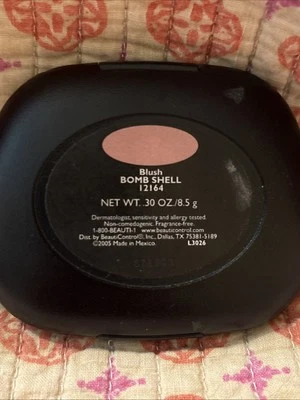 Blush
BOMB SHELL
12164
NET WT. .30 OZ./8.5 g
Dermatologist, sensitivity and allergy tested.
Non-comedogenic. Fragrance-free.
1-800-BEAUTI-1 www.beauticontrol.com
Dist. by BeautiControl®, Inc., Dallas, TX 75381-5189
©2005 Made in Mexico. L3026